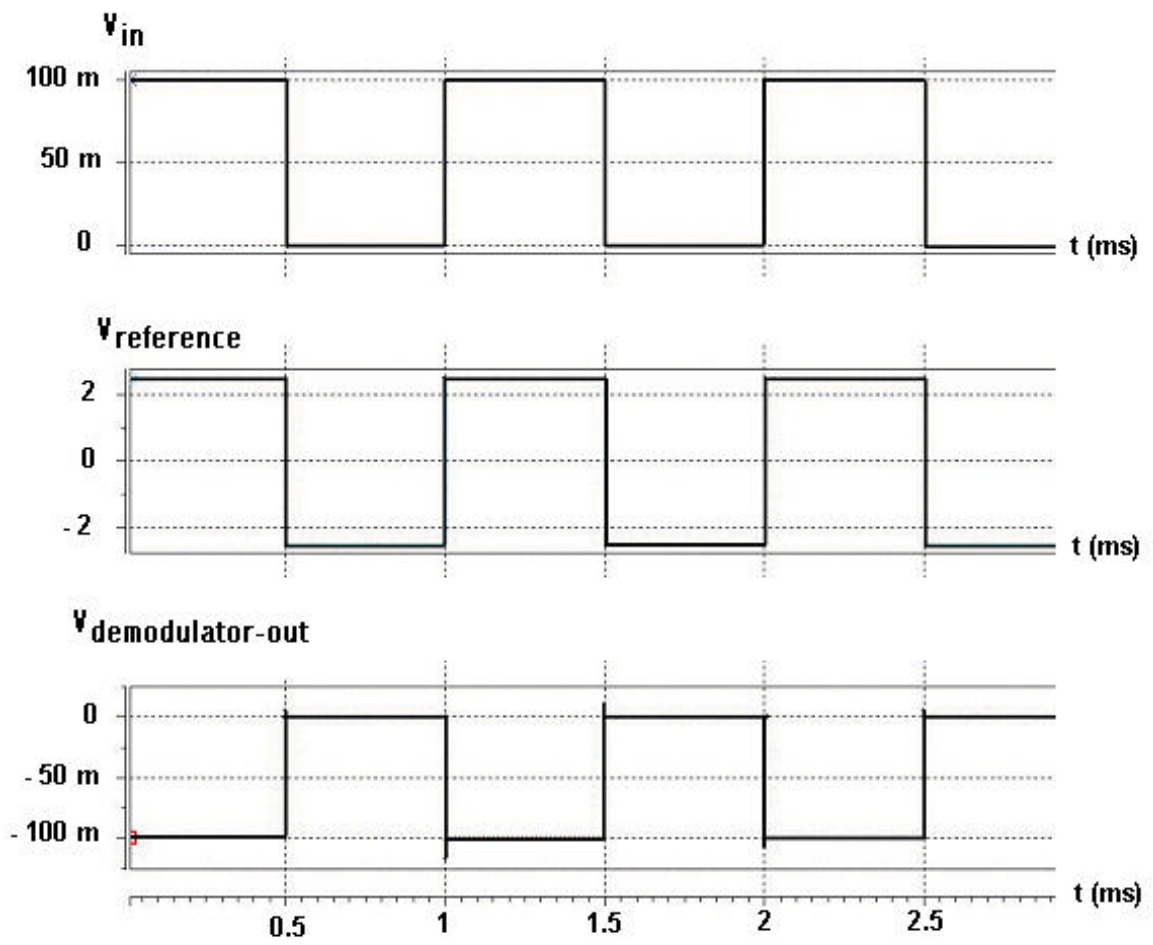 Vin
100 m
50 m
0
t (ms)
Vreference
2
0
- 2
t (ms)
Vdemodulator-out
0
- 50 m
- 100 m
t (ms)
0.5 1 1.5 2 2.5